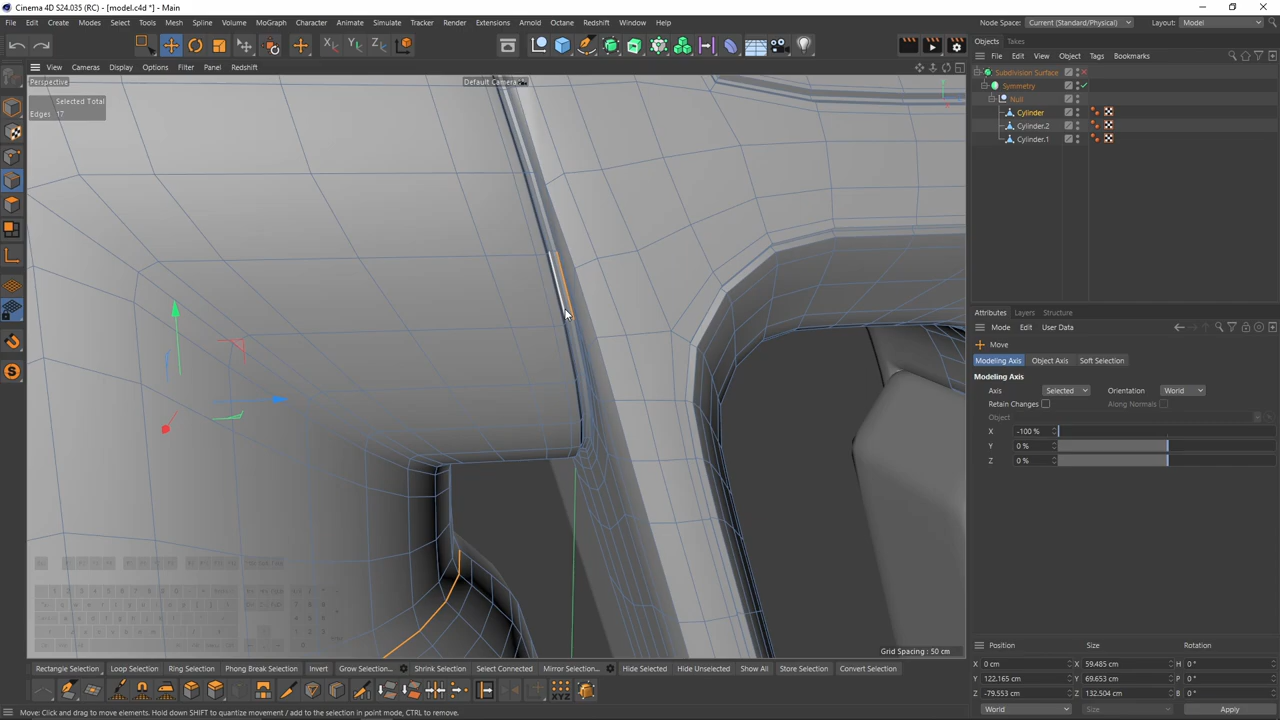 Cinema 4D S24.035 (RC) - [model.c4d *] - Main
File Edit Create Modes Select Tools Mesh Spline Volume MoGraph Character Animate Simulate Tracker Render Extensions Arnold Octane Redshift Window Help
Node Space: Current (Standard/Physical) Layout: Model
View Cameras Display Options Filter Panel Redshift
Perspective
Default Camera
Selected Total
Edges 17
Objects Takes
File Edit View Object Tags Bookmarks
Subdivision Surface
Symmetry
Null
Cylinder
Cylinder.2
Cylinder.1
Attributes Layers Structure
Mode Edit User Data
Move
Modeling Axis Object Axis Soft Selection
Modeling Axis
Axis Selected Orientation World
Retain Changes Along Normals
Object
X -100 %
Y 0 %
Z 0 %
Grid Spacing : 50 cm
Position Size Rotation
X 0 cm X 59.485 cm H 0 °
Y 122.165 cm Y 69.653 cm P 0 °
Z -79.553 cm Z 132.504 cm B 0 °
World Size Apply
Rectangle Selection Loop Selection Ring Selection Phong Break Selection Invert Grow Selection... Shrink Selection Select Connected Mirror Selection... Hide Selected Hide Unselected Show All Store Selection Convert Selection
XYZ
Move: Click and drag to move elements. Hold down SHIFT to quantize movement / add to the selection in point mode, CTRL to remove.